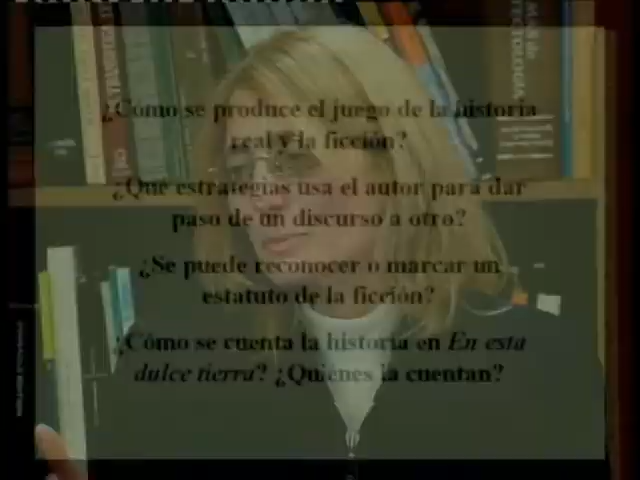 ¿Cómo se produce el juego de la historia
real y la ficción?
¿Qué estrategias usa el autor para dar
paso de un discurso a otro?
¿Se puede reconocer o marcar un
estatuto de la ficción?
¿Cómo se cuenta la historia en En esta
dulce tierra? ¿Quiénes la cuentan?